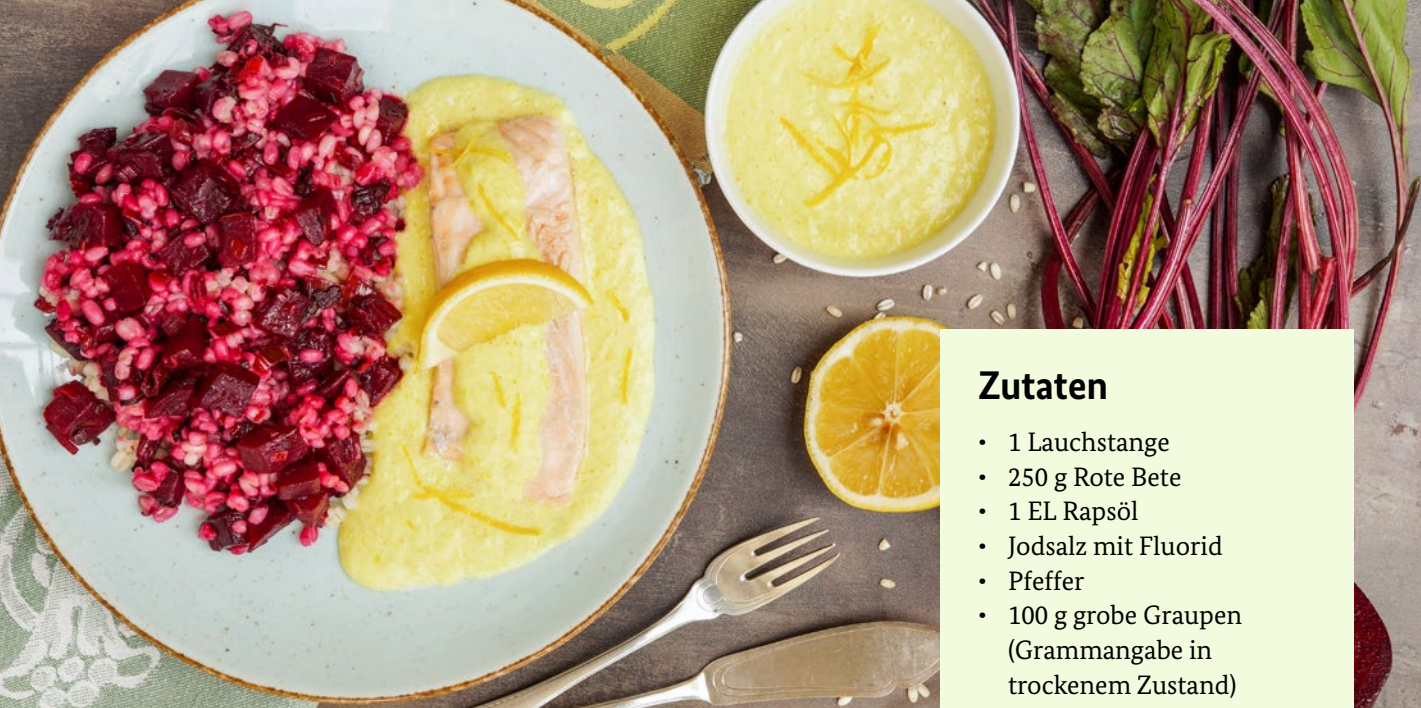 Zutaten
• 1 Lauchstange
• 250 g Rote Bete
• 1 EL Rapsöl
• Jodsalz mit Fluorid
• Pfeffer
• 100 g grobe Graupen
(Grammangabe in
trockenem Zustand)